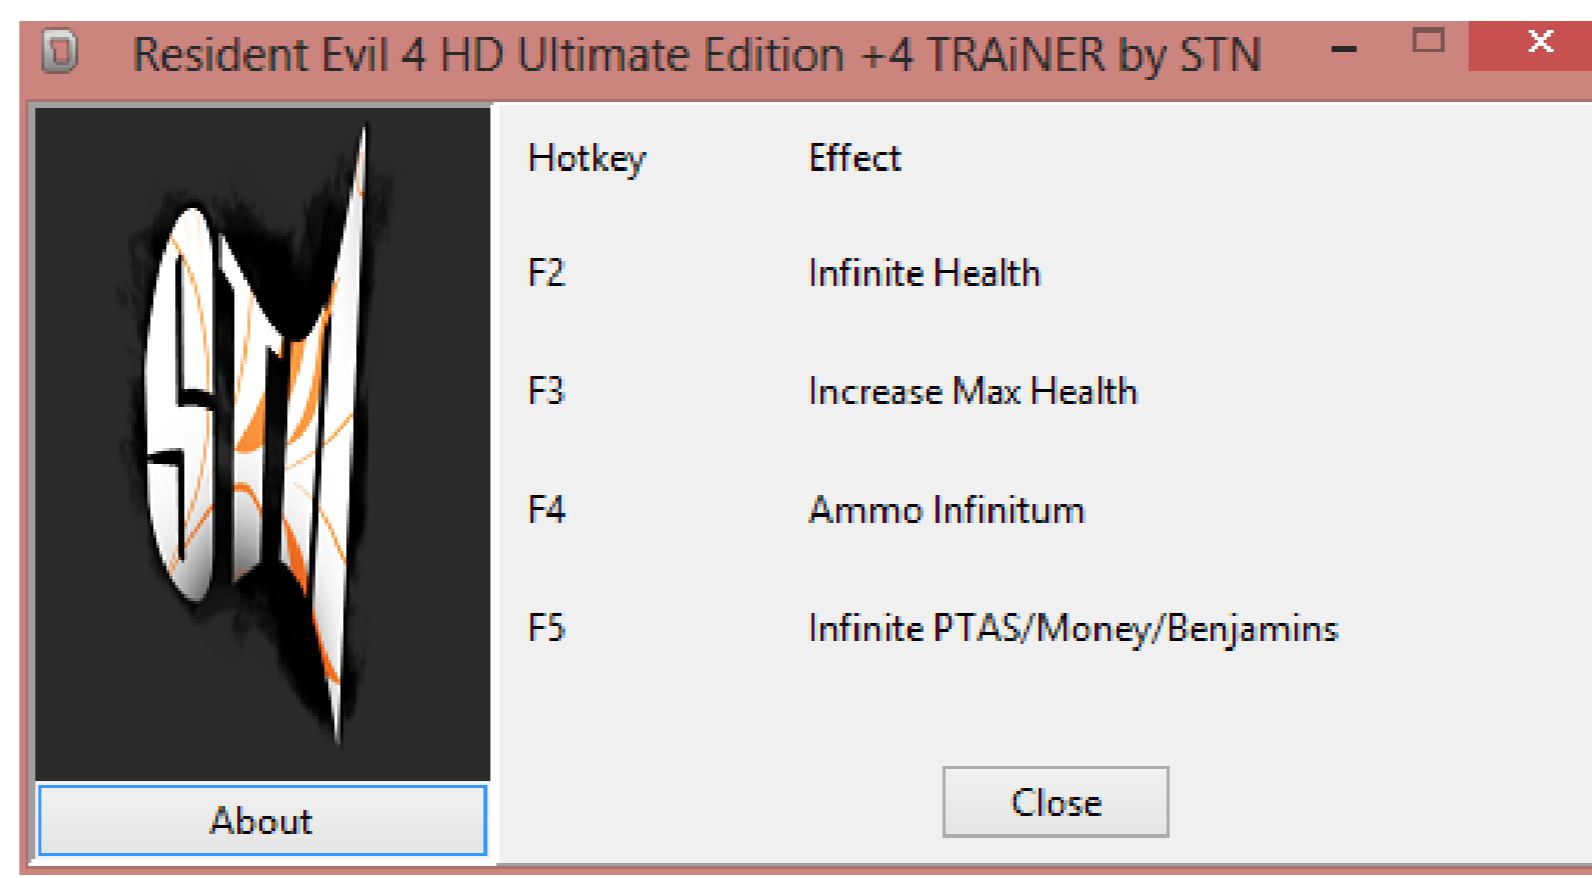 Resident Evil 4 HD Ultimate Edition +4 TRAiNER by STN
STN
Hotkey Effect
F2 Infinite Health
F3 Increase Max Health
F4 Ammo Infinitum
F5 Infinite PTAS/Money/Benjamins
About
Close